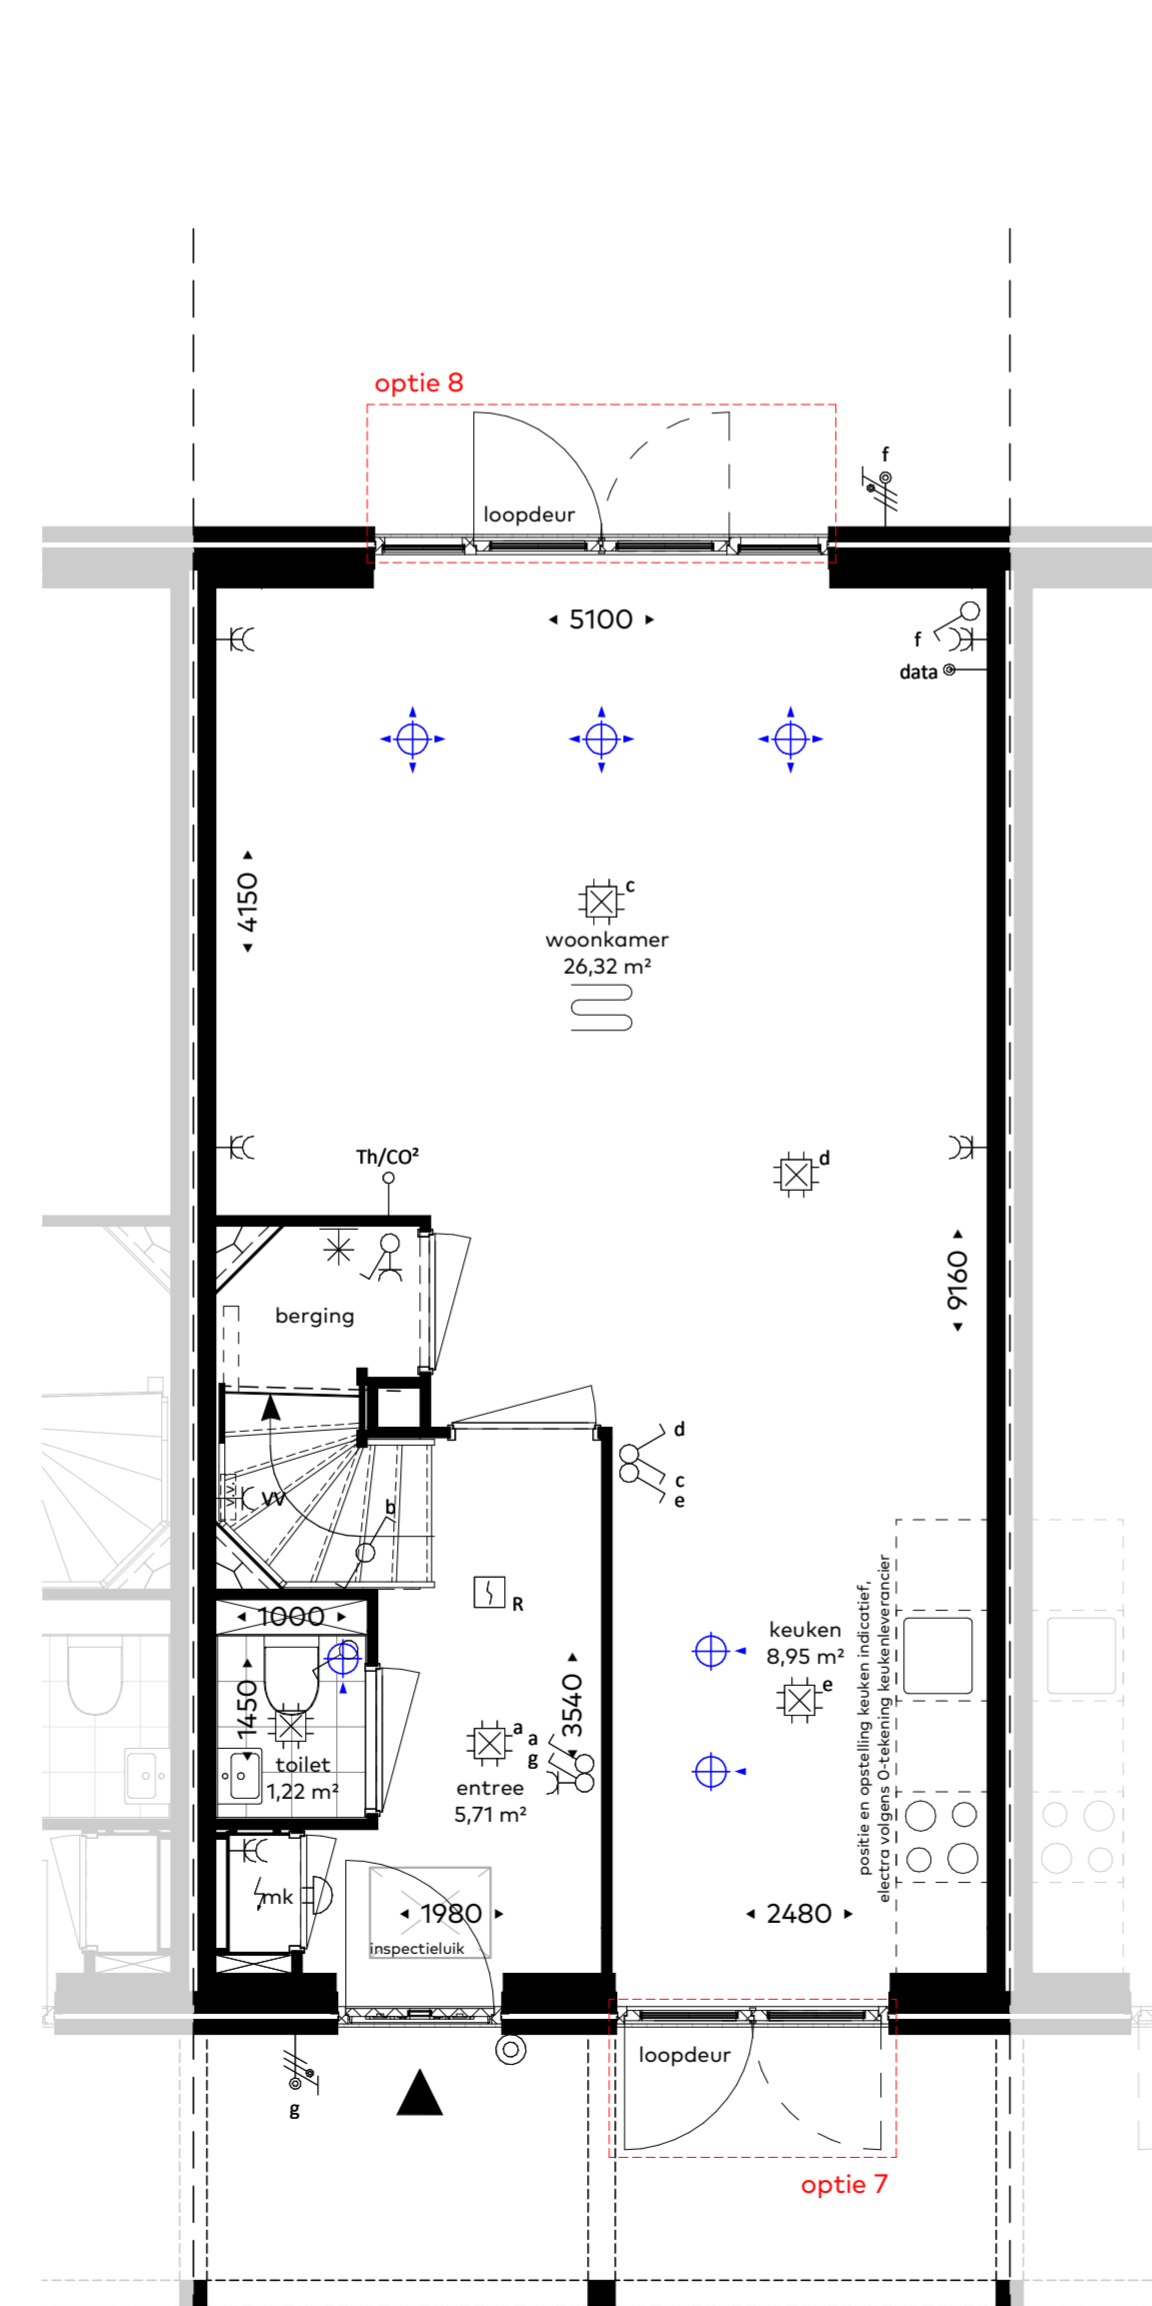 optie 8
f
loopdeur
5100
f
data
4150
c
woonkamer
26,32 m²
Th/CO²
d
9160
berging
d
c
e
vv
b
R
1000
keuken
8,95 m²
e
positie en opstelling keuken indicatief,
electra volgens 0-tekening keukenleverancier
1450
3540
a
a
g
toilet
1,22 m²
entree
5,71 m²
mk
1980
2480
inspectieluik
loopdeur
g
optie 7